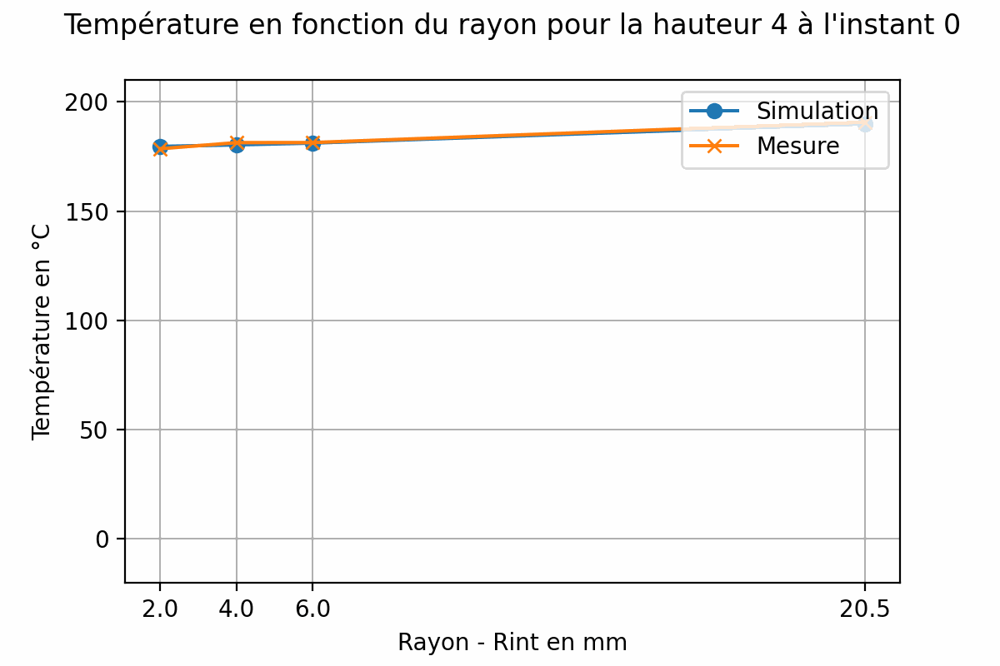 Température en fonction du rayon pour la hauteur 4 à l'instant 0
200
150
100
50
0
Température en °C
Simulation
Mesure
2.0 4.0 6.0 20.5
Rayon - Rint en mm